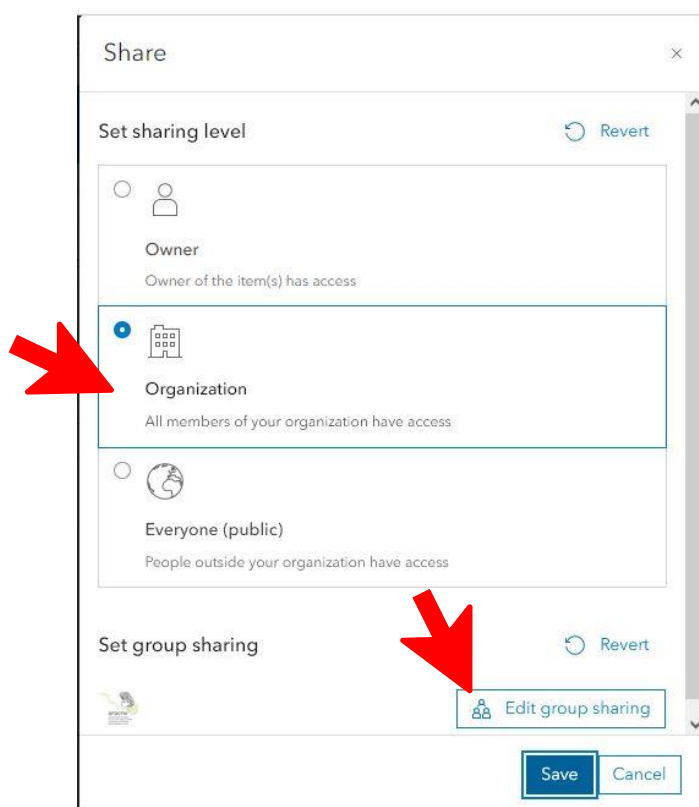 Share
Set sharing level
Revert
Owner
Owner of the item(s) has access
Organization
All members of your organization have access
Everyone (public)
People outside your organization have access
Set group sharing
Revert
Edit group sharing
Save
Cancel